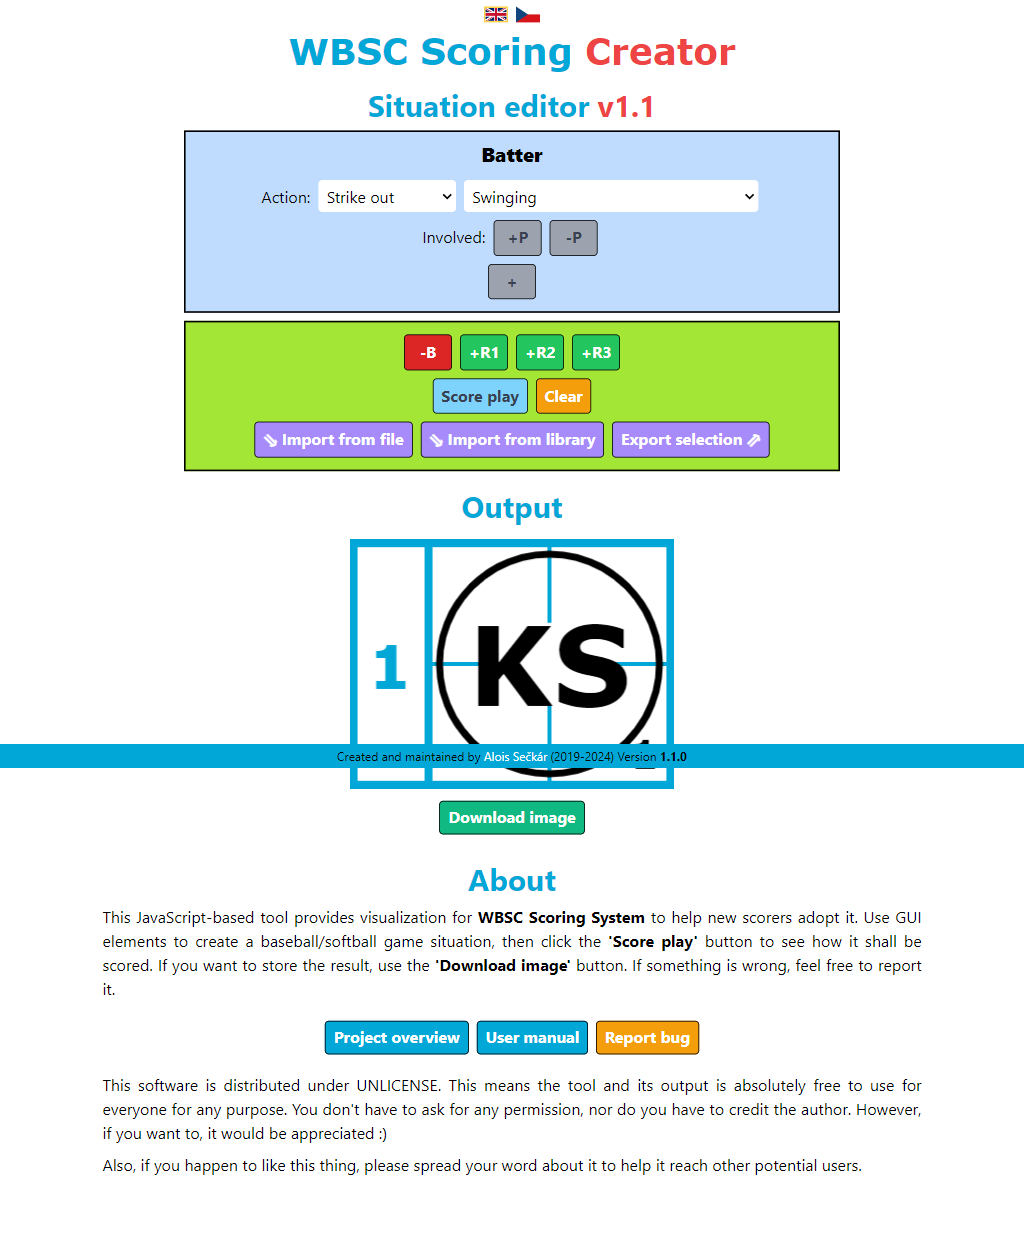 WBSC Scoring Creator
Situation editor v1.1
Batter
Action: Strike out Swinging
Involved: +P -P
+
-B +R1 +R2 +R3
Score play Clear
⇘ Import from file ⇘ Import from library Export selection ⇗
Output
1 KS
Created and maintained by Alois Sečkár (2019-2024) Version 1.1.0
Download image
About
This JavaScript-based tool provides visualization for WBSC Scoring System to help new scorers adopt it. Use GUI
elements to create a baseball/softball game situation, then click the 'Score play' button to see how it shall be
scored. If you want to store the result, use the 'Download image' button. If something is wrong, feel free to report
it.
Project overview User manual Report bug
This software is distributed under UNLICENSE. This means the tool and its output is absolutely free to use for
everyone for any purpose. You don't have to ask for any permission, nor do you have to credit the author. However,
if you want to, it would be appreciated :)
Also, if you happen to like this thing, please spread your word about it to help it reach other potential users.